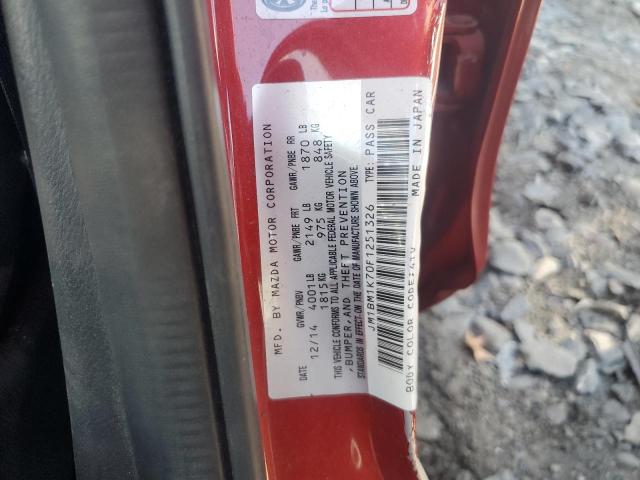 MFD. BY MAZDA MOTOR CORPORATION
GVWR/PNBV GAWR/PNBE FRT GAWR/PNBE RR
DATE 12/14 4001LB 2149 LB 1870 LB
1815KG 975 KG 848 KG
THIS VEHICLE CONFORMS TO ALL APPLICABLE FEDERAL MOTOR VEHICLE SAFETY
,BUMPER,AND THEFT PREVENTION
STANDARDS IN EFFECT ON THE DATE OF MANUFACTURE SHOWN ABOVE.
JM1BM1K70F1251326 TYPE: PASS CAR
BODY COLOR CODE:41V MADE IN JAPAN